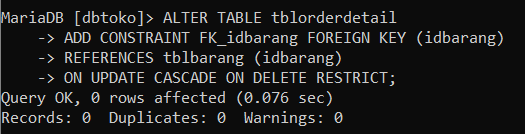 MariaDB [dbtoko]> ALTER TABLE tblorderdetail
    -> ADD CONSTRAINT FK_idbarang FOREIGN KEY (idbarang)
    -> REFERENCES tblbarang (idbarang)
    -> ON UPDATE CASCADE ON DELETE RESTRICT;
Query OK, 0 rows affected (0.076 sec)
Records: 0  Duplicates: 0  Warnings: 0